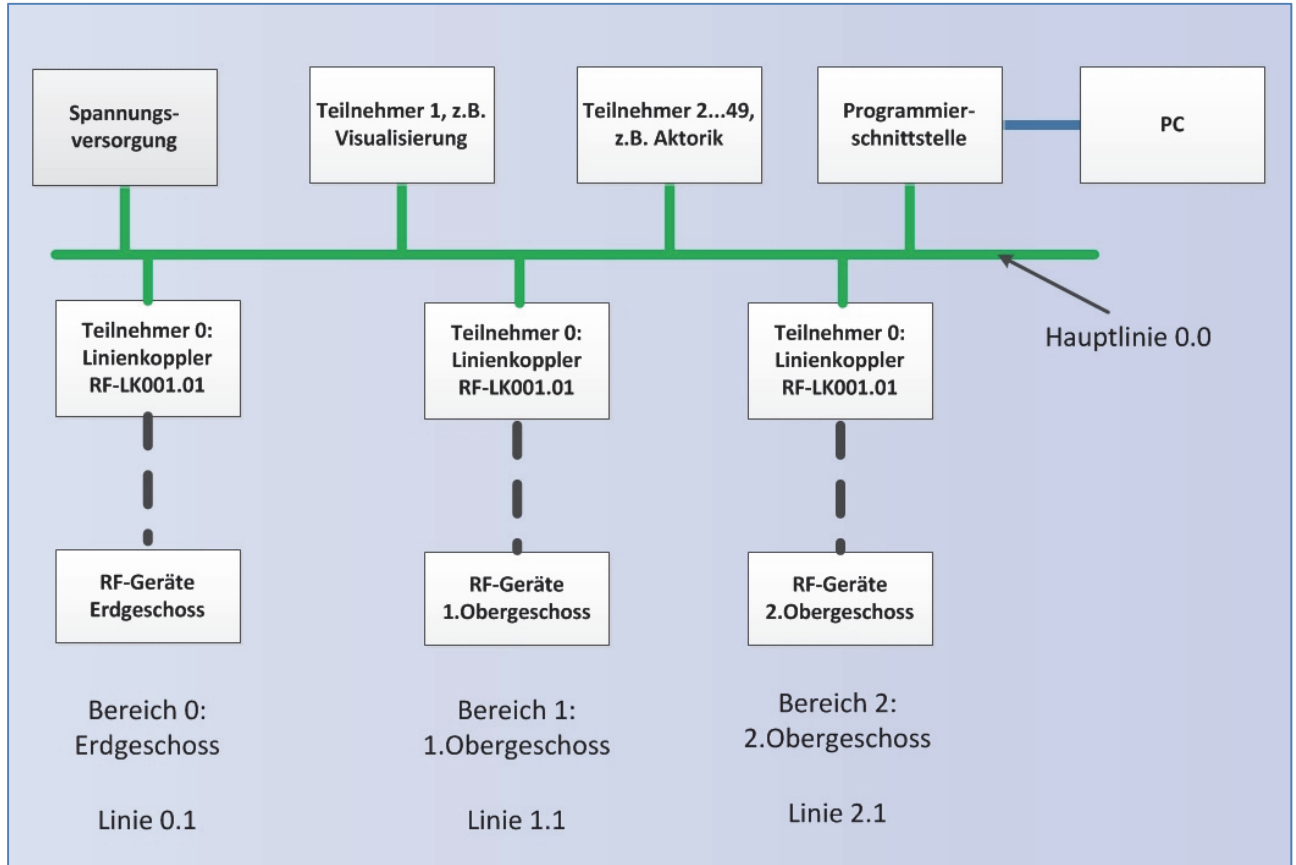 Spannungs-
versorgung
Teilnehmer 1, z.B.
Visualisierung
Teilnehmer 2...49,
z.B. Aktorik
Programmier-
schnittstelle
PC
Hauptlinie 0.0
Teilnehmer 0:
Linienkoppler
RF-LK001.01
Teilnehmer 0:
Linienkoppler
RF-LK001.01
Teilnehmer 0:
Linienkoppler
RF-LK001.01
RF-Geräte
Erdgeschoss
RF-Geräte
1.Obergeschoss
RF-Geräte
2.Obergeschoss
Bereich 0:
Erdgeschoss
Linie 0.1
Bereich 1:
1.Obergeschoss
Linie 1.1
Bereich 2:
2.Obergeschoss
Linie 2.1